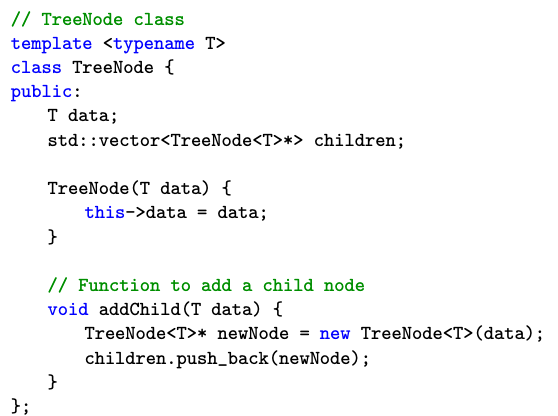 // TreeNode class
template <typename T>
class TreeNode {
public:
    T data;
    std::vector<TreeNode<T>*> children;

    TreeNode(T data) {
        this->data = data;
    }

    // Function to add a child node
    void addChild(T data) {
        TreeNode<T>* newNode = new TreeNode<T>(data);
        children.push_back(newNode);
    }
};